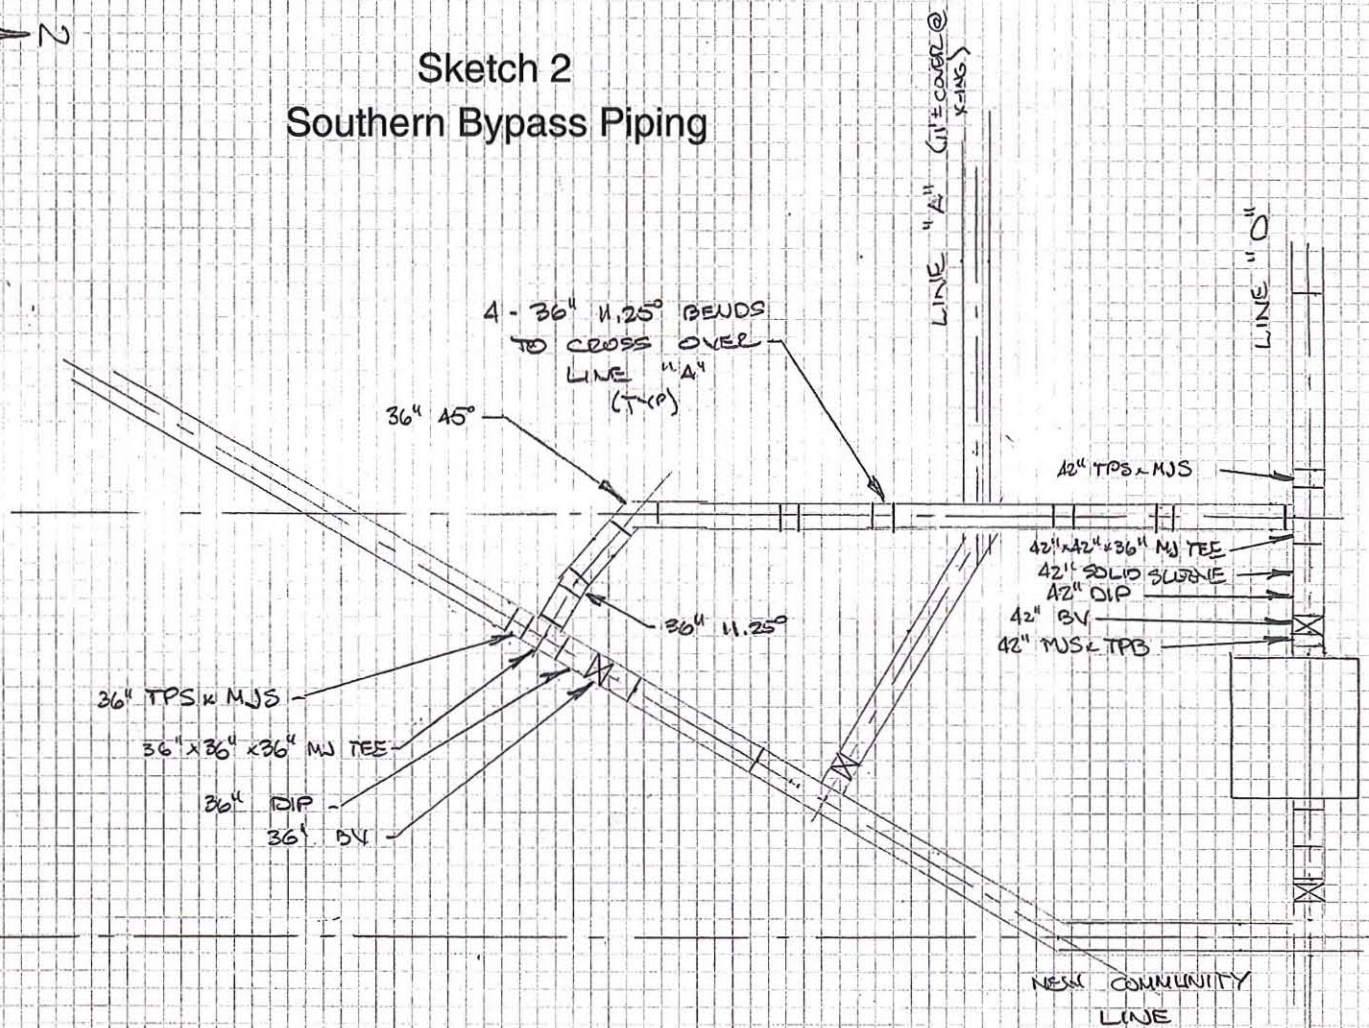 N
Sketch 2
Southern Bypass Piping
LINE "A" (11'± COVER @
X-ING)
LINE "O"
4 - 36" 11.25° BENDS
TO CROSS OVER
LINE "A"
(TYP)
36" 45°
42" TPS x MJS
42"x42"x36" MJ TEE
42" SOLID SLEEVE
42" DIP
42" BV
42" MJS x TPB
36" 11.25°
36" TPS x MJS
36"x36"x36" MJ TEE
36" DIP
36" BV
NEW COMMUNITY
LINE